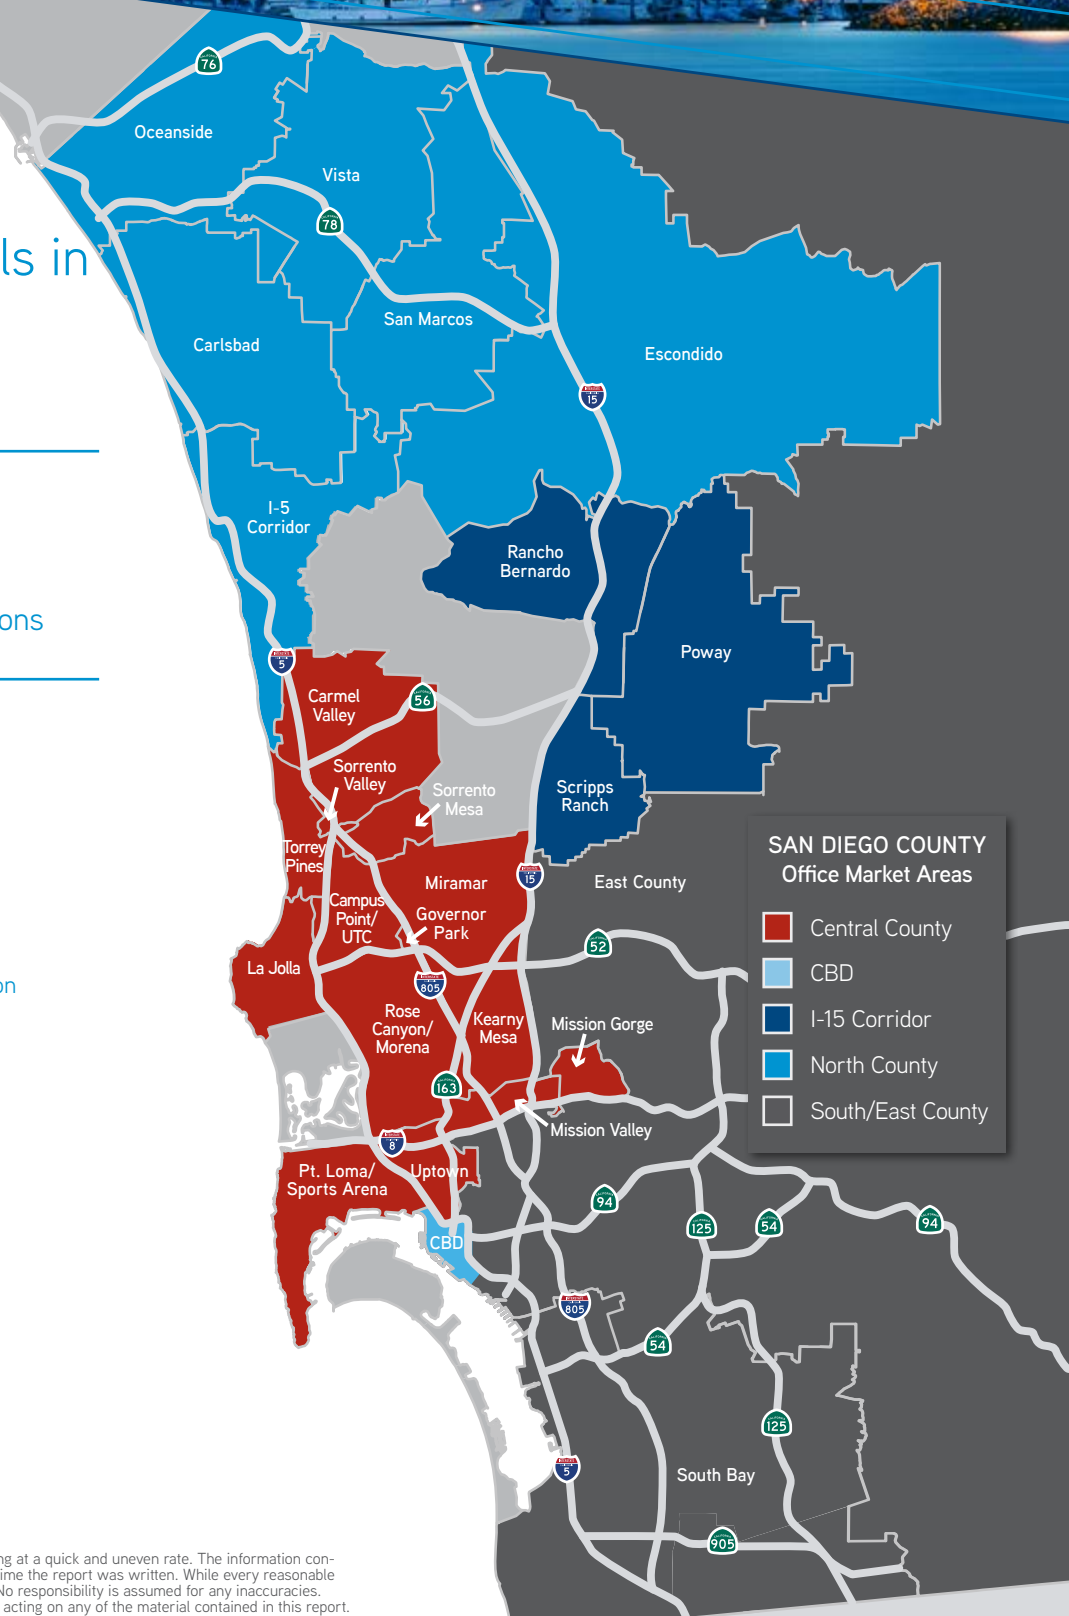 76
Oceanside
Vista
78
ls in
San Marcos
Carlsbad
Escondido
15
I-5
Corridor
Rancho
Bernardo
ons
Poway
5
Carmel
Valley
56
Sorrento
Valley
Sorrento
Mesa
Scripps
Ranch
Torrey
Pines
Miramar
15
East County
Campus
Point/
UTC
Governor
Park
52
La Jolla
on
805
Rose
Canyon/
Morena
Kearny
Mesa
Mission Gorge
163
Mission Valley
8
Pt. Loma/
Sports Arena
Uptown
94
125
54
94
CBD
805
54
125
5
South Bay
905
SAN DIEGO COUNTY
Office Market Areas
Central County
CBD
I-15 Corridor
North County
South/East County
ng at a quick and uneven rate. The information con-
ime the report was written. While every reasonable
No responsibility is assumed for any inaccuracies.
acting on any of the material contained in this report.